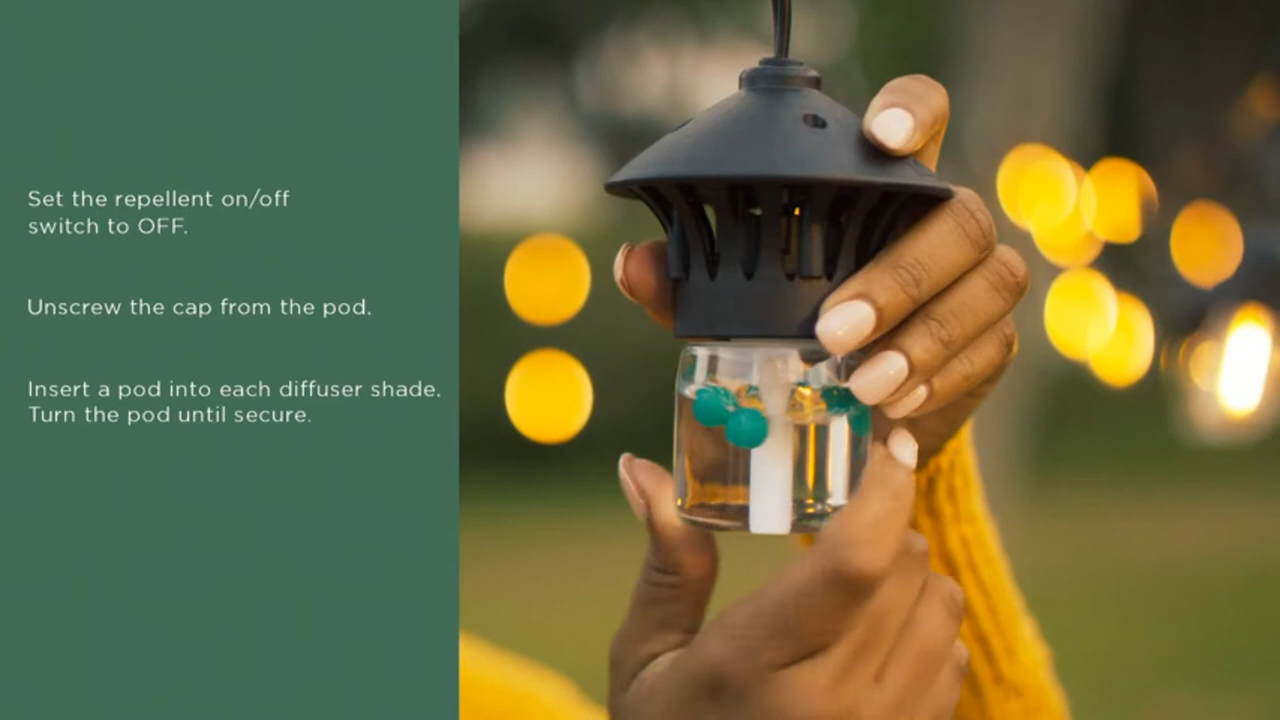 Set the repellent on/off
switch to OFF.
Unscrew the cap from the pod.
Insert a pod into each diffuser shade.
Turn the pod until secure.